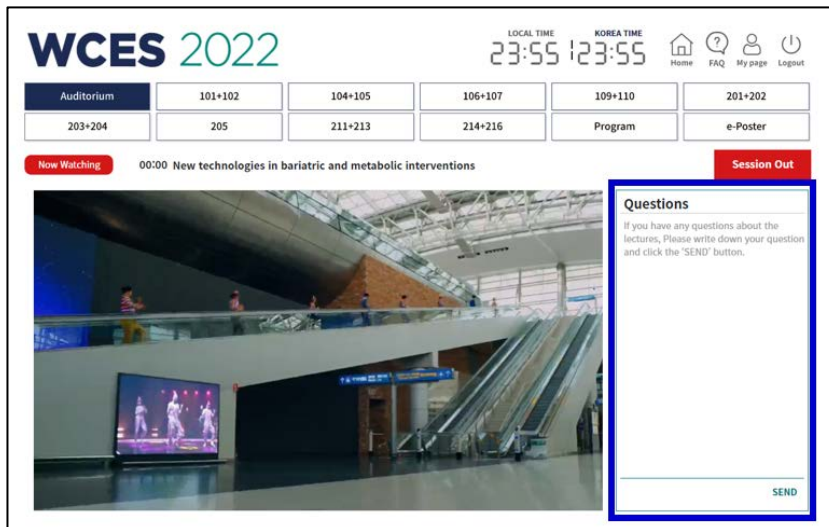 WCES 2022
LOCAL TIME
23:55
KOREA TIME
23:55
Home
FAQ
My page
Logout
Auditorium
101+102
104+105
106+107
109+110
201+202
203+204
205
211+213
214+216
Program
e-Poster
Now Watching
00:00 New technologies in bariatric and metabolic interventions
Session Out
Questions
If you have any questions about the
lectures, Please write down your question
and click the 'SEND' button.
SEND